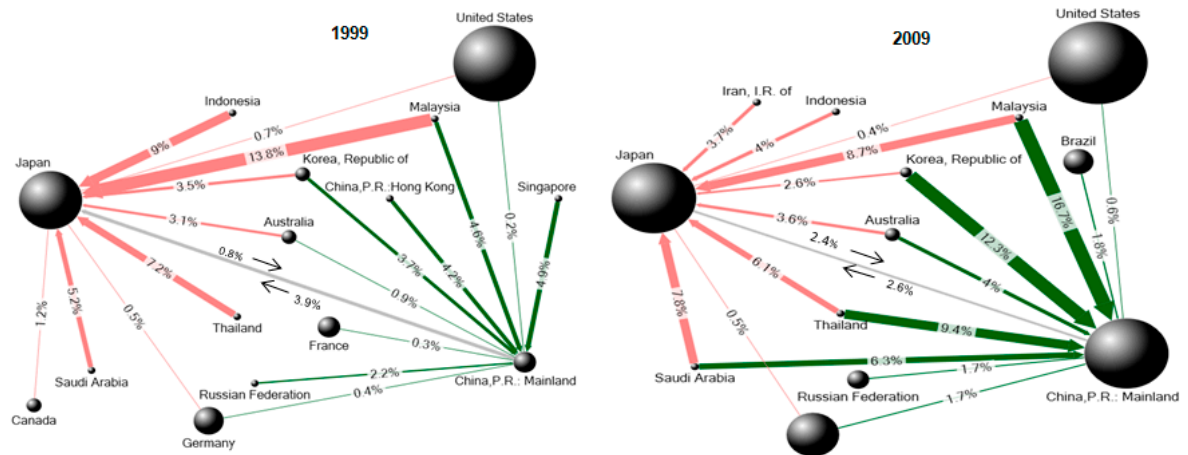 1999
United States
Indonesia
Malaysia
0.7%
9%
13.8%
Japan
Korea, Republic of
3.5%
China,P.R.:Hong Kong
Singapore
3.1%
Australia
0.2%
4.6%
0.8%
3.7%
4.2%
4.9%
7.2%
5.2%
3.9%
0.9%
1.2%
0.5%
Thailand
France
0.3%
Saudi Arabia
2.2%
China,P.R.: Mainland
Russian Federation
0.4%
Canada
Germany
2009
United States
Iran, I.R. of
Indonesia
Malaysia
3.7%
4%
0.4%
8.7%
Brazil
Japan
Korea, Republic of
2.6%
16.7%
0.6%
3.6%
Australia
1.8%
2.4%
12.3%
6.1%
2.6%
4%
7.8%
0.5%
Thailand
9.4%
Saudi Arabia
6.3%
1.7%
Russian Federation
1.7%
China,P.R.: Mainland